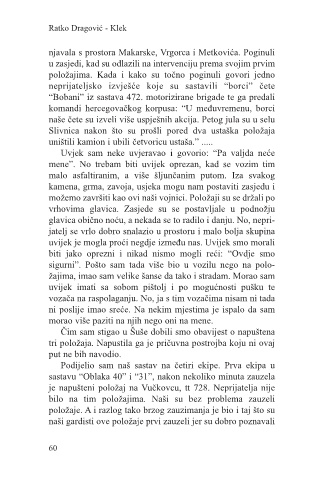 Ratko Dragović - Klek
njavala s prostora Makarske, Vrgorca i Metkovića. Poginuli
u zasjedi, kad su odlazili na intervenciju prema svojim prvim
položajima. Kada i kako su točno poginuli govori jedno
neprijateljsko izvješće koje su sastavili “borci” čete
“Bobani” iz sastava 472. motorizirane brigade te ga predali
komandi hercegovačkog korpusa: “U međuvremenu, borci
naše čete su izveli više uspješnih akcija. Petog jula su u selu
Slivnica nakon što su prošli pored dva ustaška položaja
uništili kamion i ubili četvoricu ustaša.” .....
Uvjek sam neke uvjeravao i govorio: “Pa valjda neće
mene”. No trebam biti uvijek oprezan, kad se vozim tim
malo asfaltiranim, a više šljunčanim putom. Iza svakog
kamena, grma, zavoja, usjeka mogu nam postaviti zasjedu i
možemo završiti kao ovi naši vojnici. Položaji su se držali po
vrhovima glavica. Zasjede su se postavljale u podnožju
glavica obično noću, a nekada se to radilo i danju. No, nepri-
jatelj se vrlo dobro snalazio u prostoru i malo bolja skupina
uvijek je mogla proći negdje između nas. Uvijek smo morali
biti jako oprezni i nikad nismo mogli reći: “Ovdje smo
sigurni”. Pošto sam tada više bio u vozilu nego na polo-
žajima, imao sam velike šanse da tako i stradam. Morao sam
uvijek imati sa sobom pištolj i po mogućnosti pušku te
vozača na raspolaganju. No, ja s tim vozačima nisam ni tada
ni poslije imao sreće. Na nekim mjestima je ispalo da sam
morao više paziti na njih nego oni na mene.
Čim sam stigao u Šuše dobili smo obavijest o napuštena
tri položaja. Napustila ga je pričuvna postrojba koju ni ovaj
put ne bih navodio.
Podijelio sam naš sastav na četiri ekipe. Prva ekipa u
sastavu “Oblaka 40” i “31”, nakon nekoliko minuta zauzela
je napušteni položaj na Vučkovcu, tt 728. Neprijatelja nije
bilo na tim položajima. Naši su bez problema zauzeli
položaje. A i razlog tako brzog zauzimanja je bio i taj što su
naši gardisti ove položaje prvi zauzeli jer su dobro poznavali
60